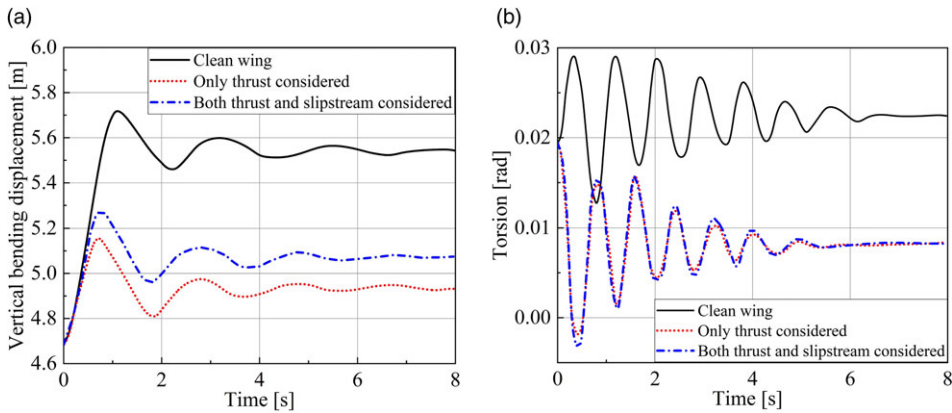 (a)
Vertical bending displacement [m]
6.0
5.8
5.6
5.4
5.2
5.0
4.8
4.6
Clean wing
Only thrust considered
Both thrust and slipstream considered
0 2 4 6 8
Time [s]
(b)
Torsion [rad]
0.03
0.02
0.01
0.00
Clean wing
Only thrust considered
Both thrust and slipstream considered
0 2 4 6 8
Time [s]